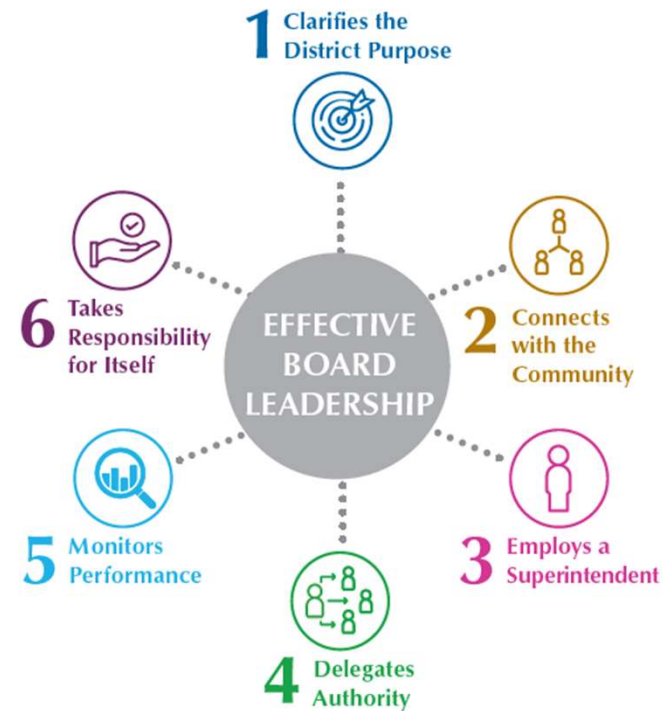 1 Clarifies the
District Purpose
EFFECTIVE
BOARD
LEADERSHIP
2 Connects
with the
Community
3 Employs a
Superintendent
4 Delegates
Authority
5 Monitors
Performance
6 Takes
Responsibility
for Itself